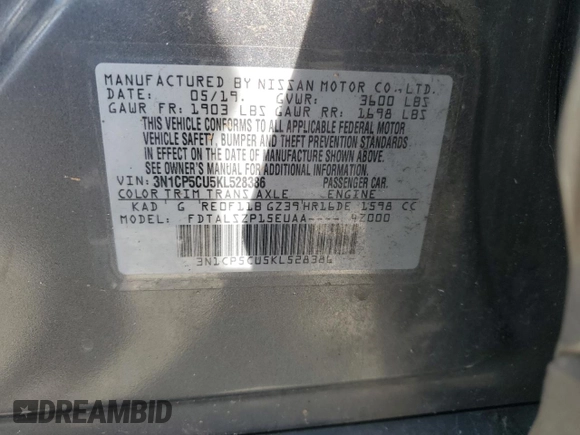 MANUFACTURED BY NISSAN MOTOR CO.,LTD.
DATE: 05/19. GVWR: 3600 LBS
GAWR FR: 1903 LBS GAWR RR: 1698 LBS
THIS VEHICLE CONFORMS TO ALL APPLICABLE FEDERAL MOTOR
VEHICLE SAFETY, BUMPER AND THEFT PREVENTION STANDARDS
IN EFFECT ON THE DATE OF MANUFACTURE SHOWN ABOVE.
SEE OWNER'S MANUAL FOR ADDITIONAL INFORMATION.
VIN: 3N1CP5CU5KL528386 PASSENGER CAR.
COLOR TRIM TRANS AXLE ENGINE
KAD G RE0F11B GZ39 HR16DE 1598 CC
MODEL: FDTALSZP15EUAA---- 4Z000
3N1CP5CU5KL528386
DREAMBID